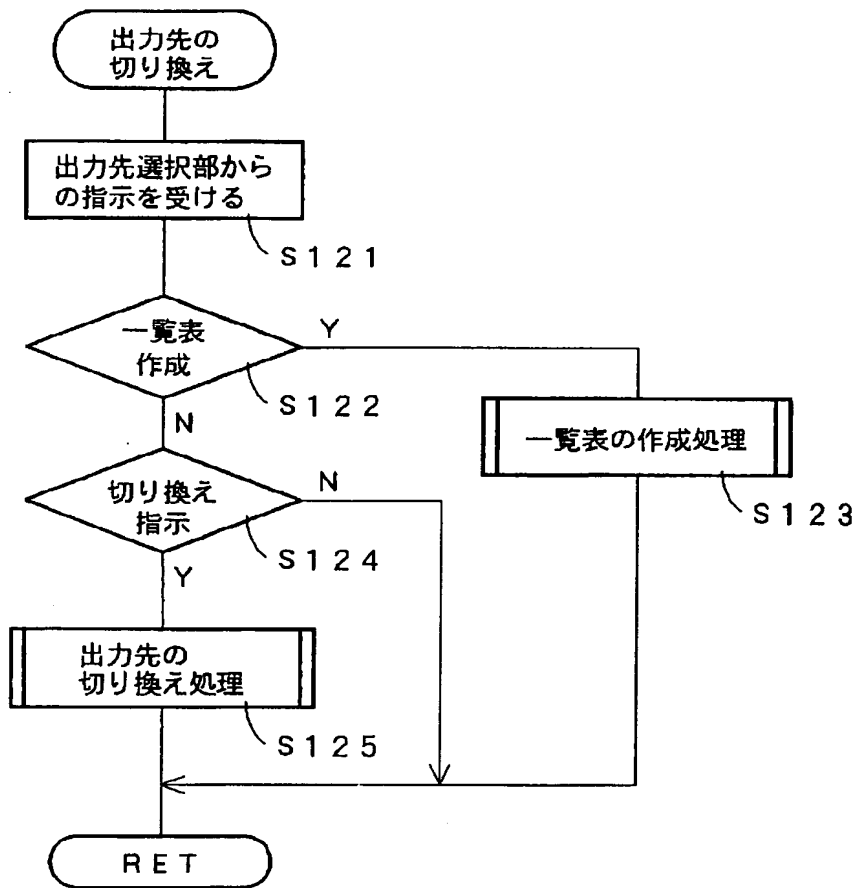 出力先の
切り換え
出力先選択部から
の指示を受ける
S121
一覧表
作成
Y
S122
N
一覧表の作成処理
S123
切り換え
指示
N
S124
Y
出力先の
切り換え処理
S125
RET